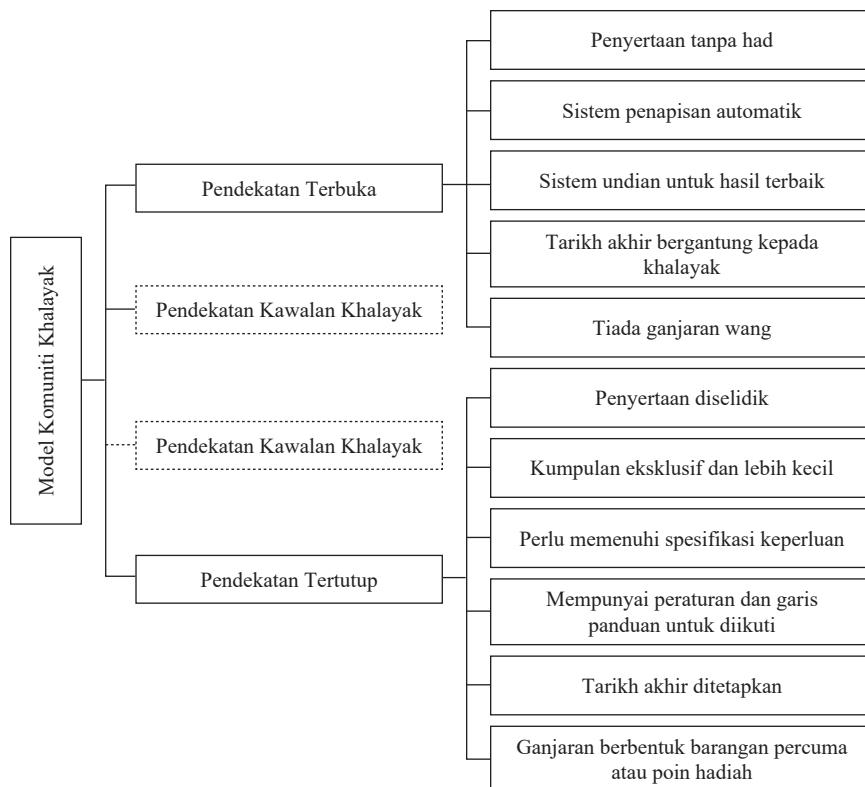 Model Komuniti Khalayak
Pendekatan Terbuka
Penyertaan tanpa had
Sistem penapisan automatik
Sistem undian untuk hasil terbaik
Tarikh akhir bergantung kepada
khalayak
Tiada ganjaran wang
Pendekatan Kawalan Khalayak
Pendekatan Kawalan Khalayak
Pendekatan Tertutup
Penyertaan diselidik
Kumpulan eksklusif dan lebih kecil
Perlu memenuhi spesifikasi keperluan
Mempunyai peraturan dan garis
panduan untuk diikuti
Tarikh akhir ditetapkan
Ganjaran berbentuk barangan percuma
atau poin hadiah